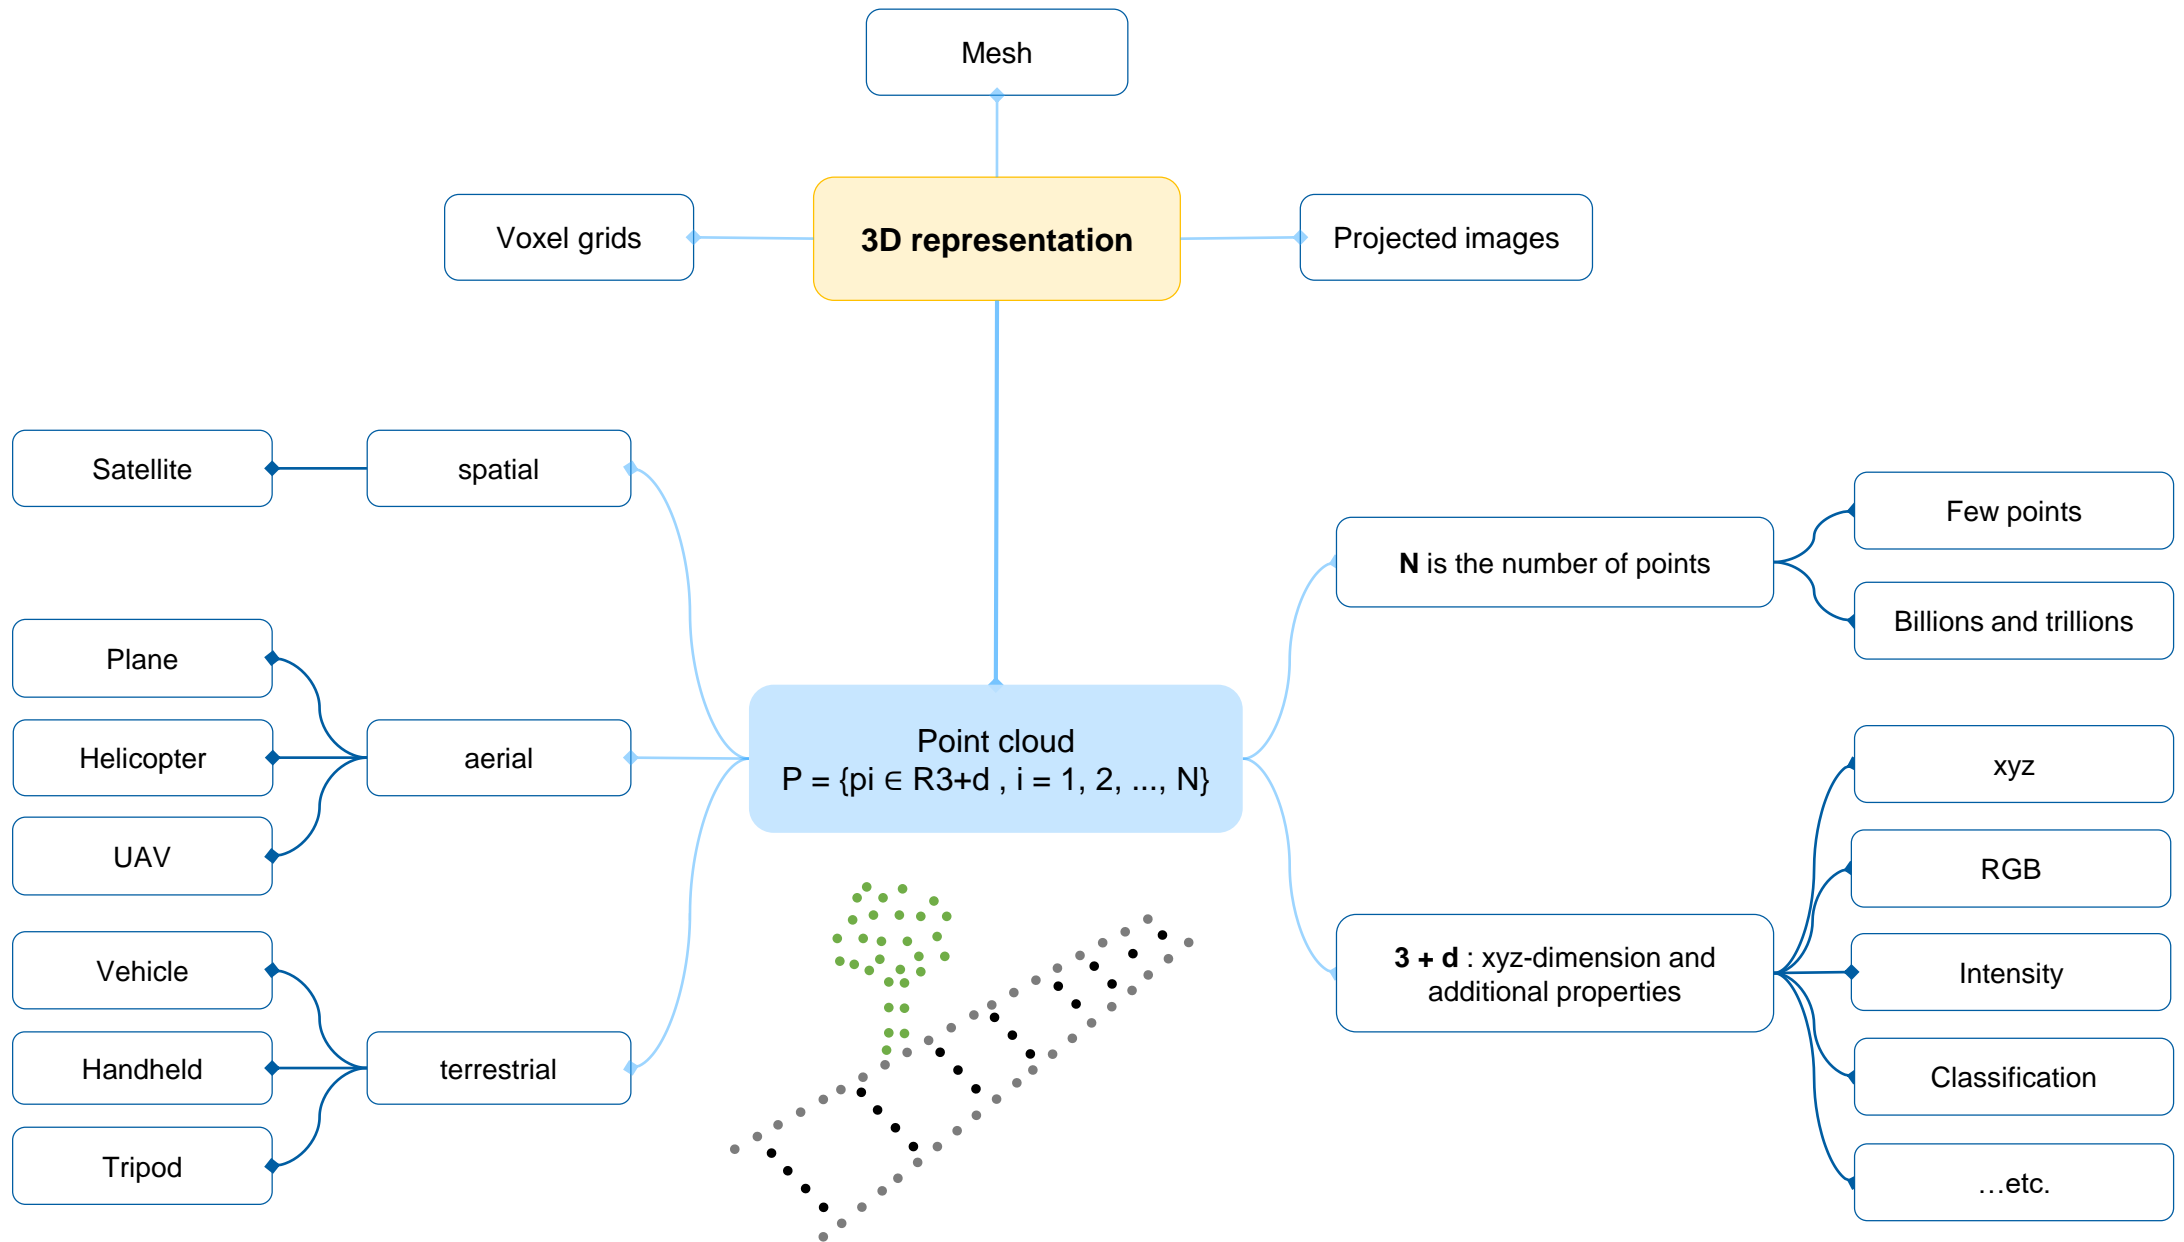 Mesh
Voxel grids
3D representation
Projected images
Satellite
spatial
Plane
Helicopter
aerial
UAV
Vehicle
Handheld
terrestrial
Tripod
Point cloud
P = {pi ∈ R3+d , i = 1, 2, ..., N}
N is the number of points
Few points
Billions and trillions
3 + d : xyz-dimension and
additional properties
xyz
RGB
Intensity
Classification
…etc.